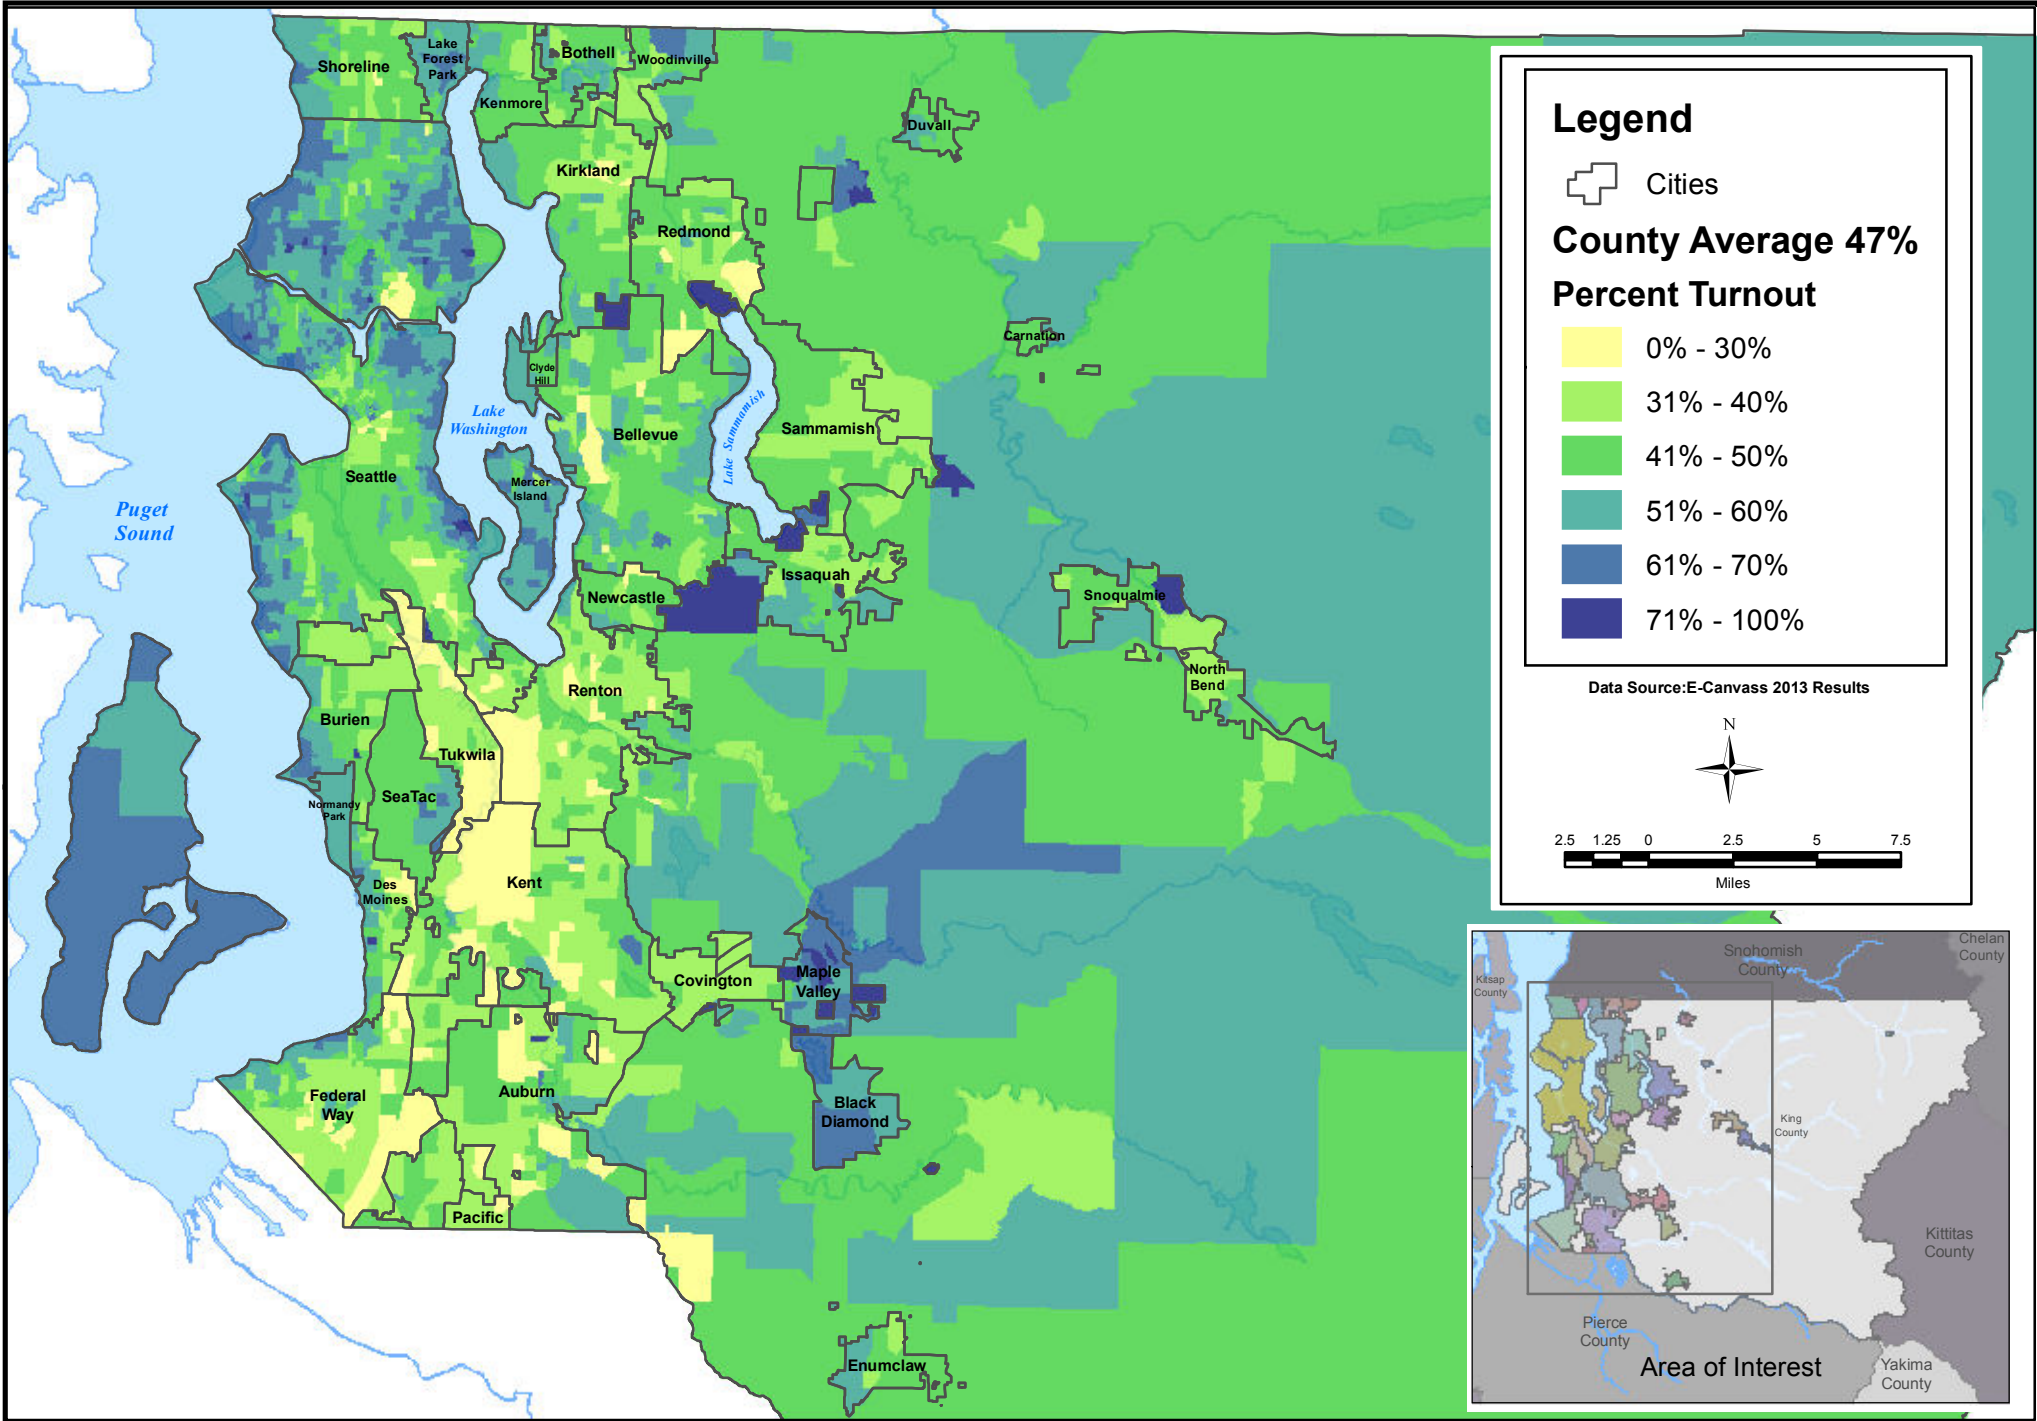 Shoreline
Lake
Forest
Park
Bothell
Woodinville
Kenmore
Duvall
Kirkland
Redmond
Carnation
Clyde
Hill
Lake
Washington
Bellevue
Lake Sammamish
Sammamish
Seattle
Mercer
Island
Puget
Sound
Issaquah
Newcastle
Snoqualmie
North
Bend
Renton
Burien
Tukwila
SeaTac
Normandy
Park
Des
Moines
Kent
Covington
Maple
Valley
Federal
Way
Auburn
Black
Diamond
Pacific
Enumclaw
Legend
Cities
County Average 47%
Percent Turnout
0% - 30%
31% - 40%
41% - 50%
51% - 60%
61% - 70%
71% - 100%
Data Source:E-Canvass 2013 Results
N
2.5 1.25 0 2.5 5 7.5
Miles
Snohomish
County
Chelan
County
Kitsap
County
King
County
Kittitas
County
Pierce
County
Yakima
County
Area of Interest